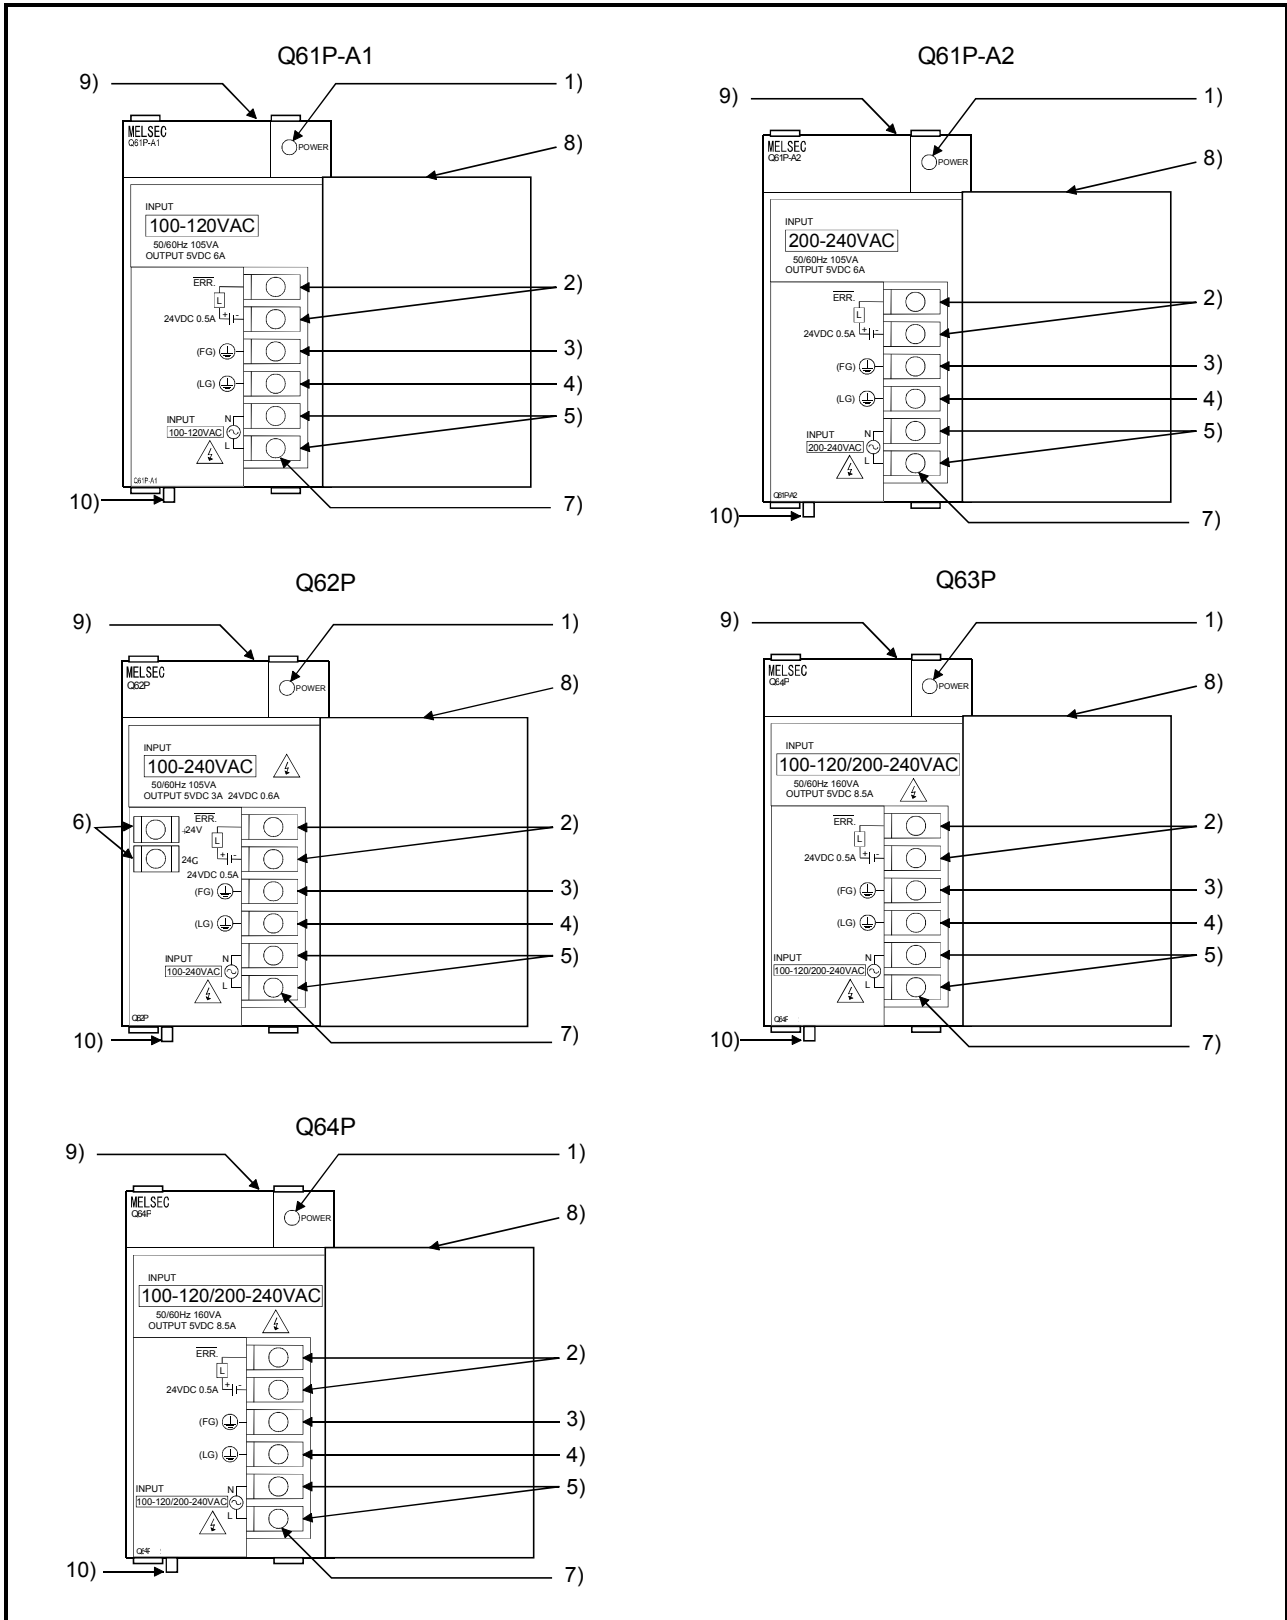 Q61P-A1
9)
1)
MELSEC
Q61P-A1
POWER
8)
INPUT
100-120VAC
50/60Hz 105VA
OUTPUT 5VDC 6A
ERR.
L
2)
+ -
24VDC 0.5A
(FG)
3)
(LG)
4)
INPUT
N
5)
100-120VAC
L
Q61P-A1
10)
7)
Q61P-A2
9)
1)
MELSEC
Q61P-A2
POWER
8)
INPUT
200-240VAC
50/60Hz 105VA
OUTPUT 5VDC 6A
ERR.
L
2)
+ -
24VDC 0.5A
(FG)
3)
(LG)
4)
INPUT
N
5)
200-240VAC
L
Q61P-A2
10)
7)
Q62P
9)
1)
MELSEC
Q62P
POWER
8)
INPUT
100-240VAC
50/60Hz 105VA
OUTPUT 5VDC 3A 24VDC 0.6A
6)
+24V
ERR.
L
2)
24G
+ -
24VDC 0.5A
(FG)
3)
(LG)
4)
INPUT
N
5)
100-240VAC
L
Q62P
10)
7)
Q63P
9)
1)
MELSEC
Q64P
POWER
8)
INPUT
100-120/200-240VAC
50/60Hz 160VA
OUTPUT 5VDC 8.5A
ERR.
L
2)
+ -
24VDC 0.5A
(FG)
3)
(LG)
4)
INPUT
N
5)
100-120/200-240VAC
L
10)
7)
Q64P
9)
1)
MELSEC
Q64P
POWER
8)
INPUT
100-120/200-240VAC
50/60Hz 160VA
OUTPUT 5VDC 8.5A
ERR.
L
2)
+ -
24VDC 0.5A
(FG)
3)
(LG)
4)
INPUT
N
5)
100-120/200-240VAC
L
10)
7)